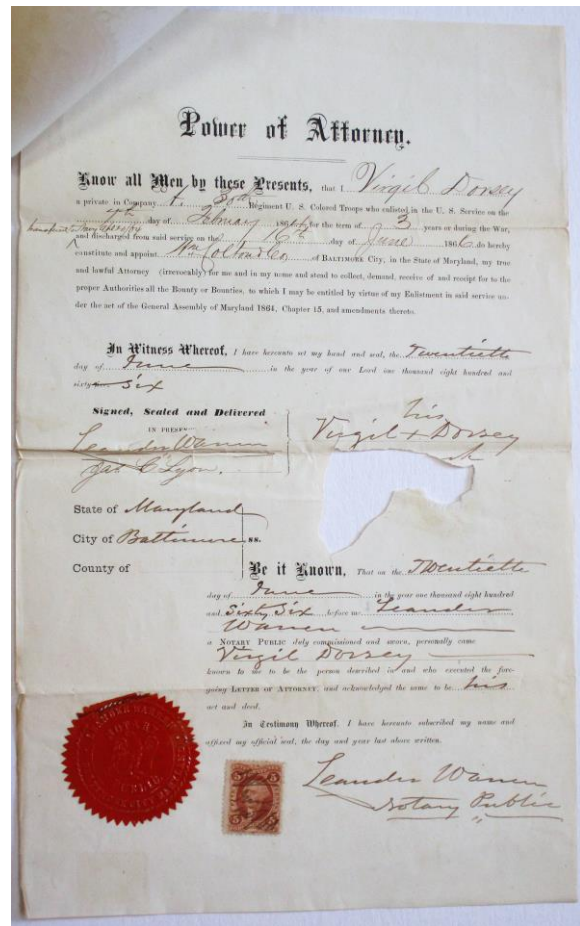 Power of Attorney.
Know all Men by these Presents, that I Virgil Dorsey
a private in Company H. 30th Regiment U. S. Colored Troops who enlisted in the U. S. Service on the
day of February 186 for the term of 3 years or during the War,
and discharged from said service on the 16th day of June 1866 do hereby
constitute and appoint Wm Colton & Co of BALTIMORE City, in the State of Maryland, my true
and lawful Attorney (irrevocably) for me and in my name and stead to collect, demand, receive of and receipt for to the
proper Authorities all the Bounty or Bounties, to which I may be entitled by virtue of my Enlistment in said service un-
der the act of the General Assembly of Maryland 1864, Chapter 15, and amendments thereto.
In Witness Whereof, I have hereunto set my hand and seal, the Twentieth
day of June in the year of our Lord one thousand eight hundred and
sixty six
Signed, Sealed and Delivered
IN PRESEN
Leander Warren
Jas. C. Lyon.
his
Virgil + Dorsey
State of Maryland
City of Baltimore ss.
County of
Be it Known, That on the Twentieth
day of June in the year one thousand eight hundred
and Sixty Six before me Leander
Warren
a NOTARY PUBLIC duly commissioned and sworn, personally came
Virgil Dorsey
known to me to be the person described in and who executed the fore-
going LETTER OF ATTORNEY and acknowledged the same to be his
act and deed.
In Testimony Whereof, I have hereunto subscribed my name and
affixed my official seal, the day and year last above written.
Leander Warren
Notary Public
5 5